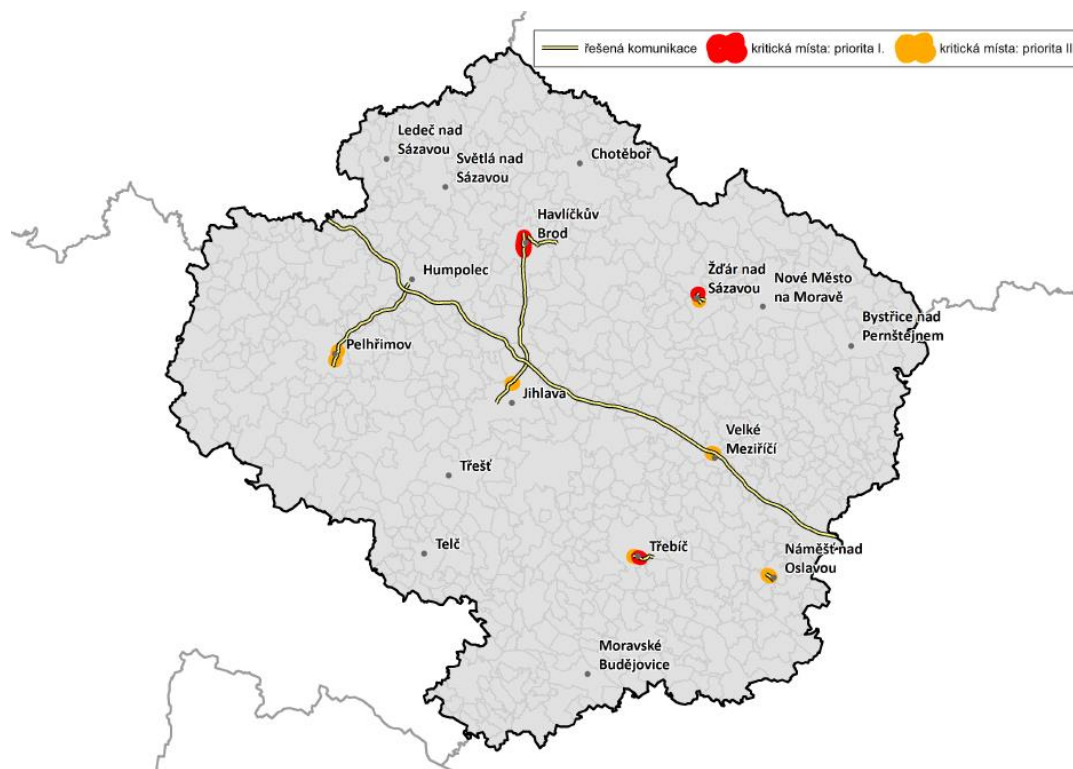 řešená komunikace
kritická místa: priorita I.
kritická místa: priorita II
Ledeč nad
Sázavou
Světlá nad
Sázavou
Chotěboř
Havlíčkův
Brod
Humpolec
Žďár nad
Sázavou
Nové Město
na Moravě
Bystřice nad
Pernštejnem
Pelhřimov
Jihlava
Velké
Meziříčí
Třešť
Telč
Třebíč
Náměšť nad
Oslavou
Moravské
Budějovice